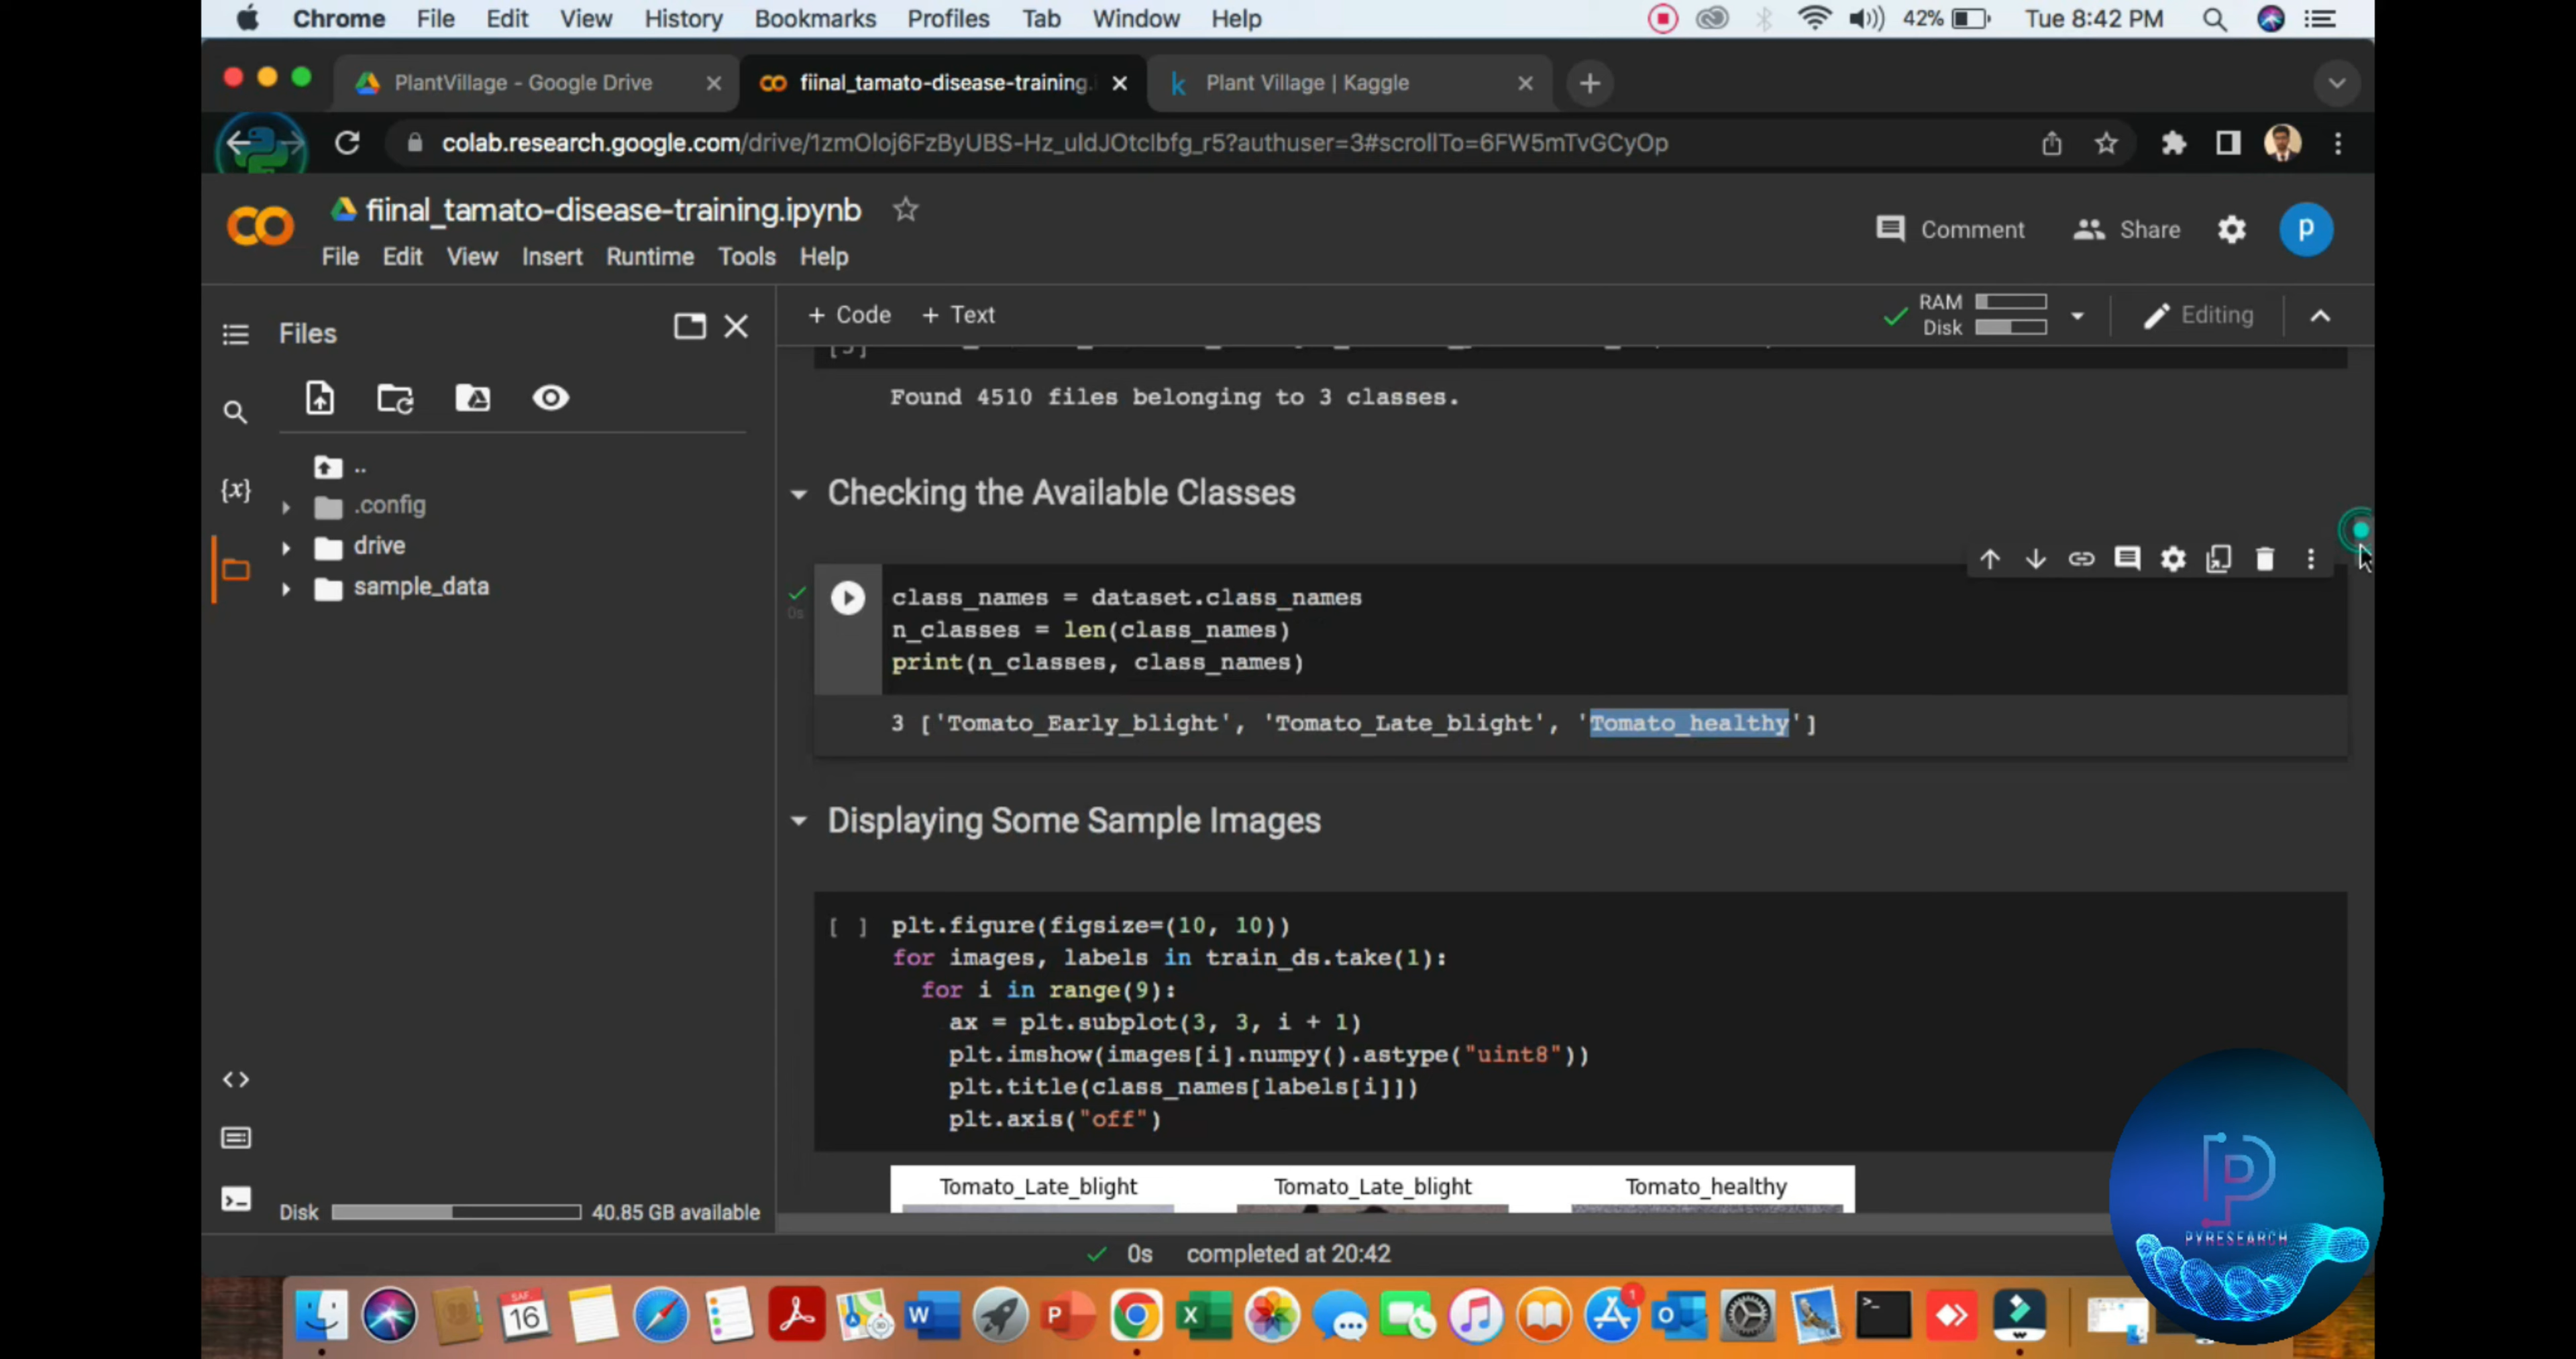 Chrome File Edit View History Bookmarks Profiles Tab Window Help 42% Tue 8:42 PM
PlantVillage - Google Drive fiinal_tamato-disease-training. Plant Village | Kaggle
colab.research.google.com/drive/1zmOloj6FzByUBS-Hz_uldJOtclbfg_r5?authuser=3#scrollTo=6FW5mTvGCyOp
fiinal_tamato-disease-training.ipynb
Comment Share P
File Edit View Insert Runtime Tools Help
Files
+ Code + Text
RAM
Disk
Editing
..
.config
drive
sample_data
{x}
Disk 40.85 GB available
[5]
Found 4510 files belonging to 3 classes.
Checking the Available Classes
0s
class_names = dataset.class_names
n_classes = len(class_names)
print(n_classes, class_names)
3 ['Tomato_Early_blight', 'Tomato_Late_blight', 'Tomato_healthy']
Displaying Some Sample Images
[ ] plt.figure(figsize=(10, 10))
for images, labels in train_ds.take(1):
for i in range(9):
ax = plt.subplot(3, 3, i + 1)
plt.imshow(images[i].numpy().astype("uint8"))
plt.title(class_names[labels[i]])
plt.axis("off")
Tomato_Late_blight Tomato_Late_blight Tomato_healthy
0s completed at 20:42
PYRESEARCH
16
1